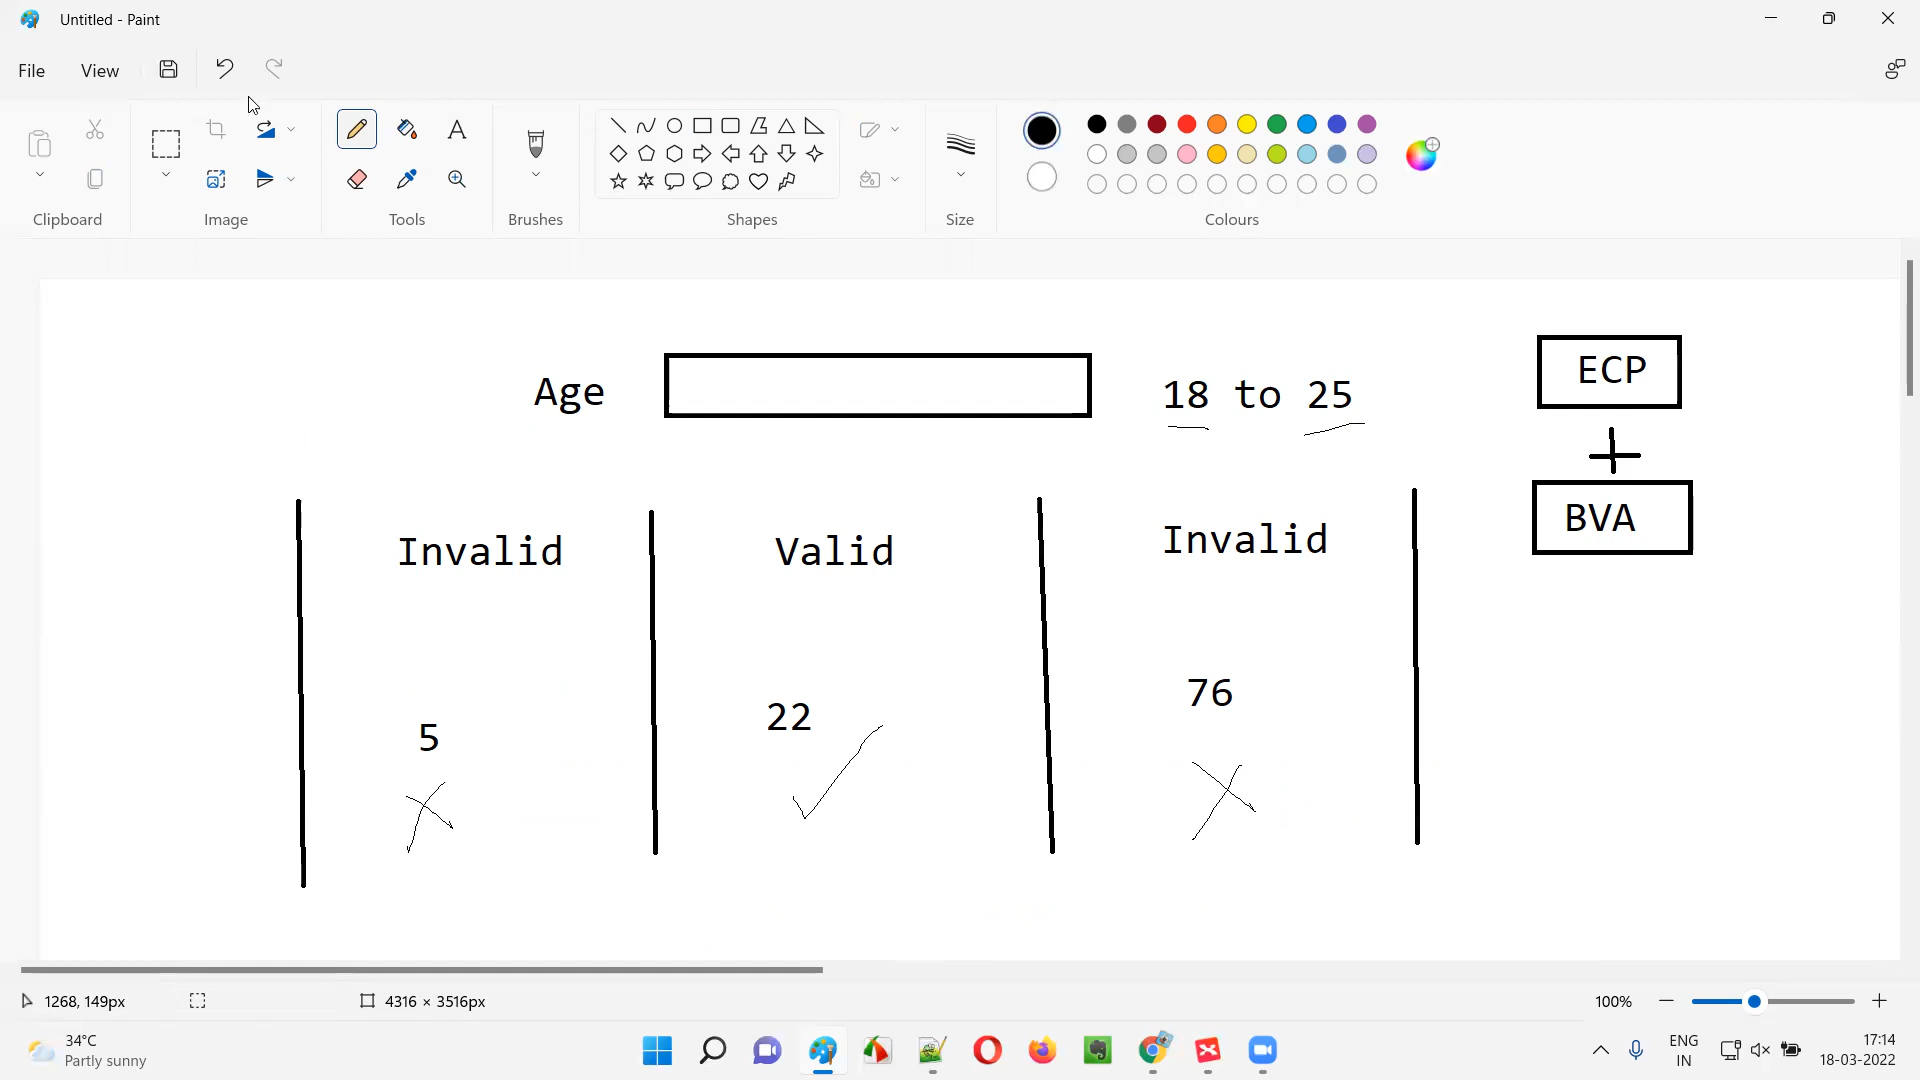 Untitled - Paint
File View
Clipboard
Image
Tools
Brushes
Shapes
Size
Colours
Age 18 to 25
ECP
+
BVA
Invalid Valid Invalid
5 22 76
1268, 149px
4316 × 3516px
100%
34°C
Partly sunny
ENG
IN
17:14
18-03-2022